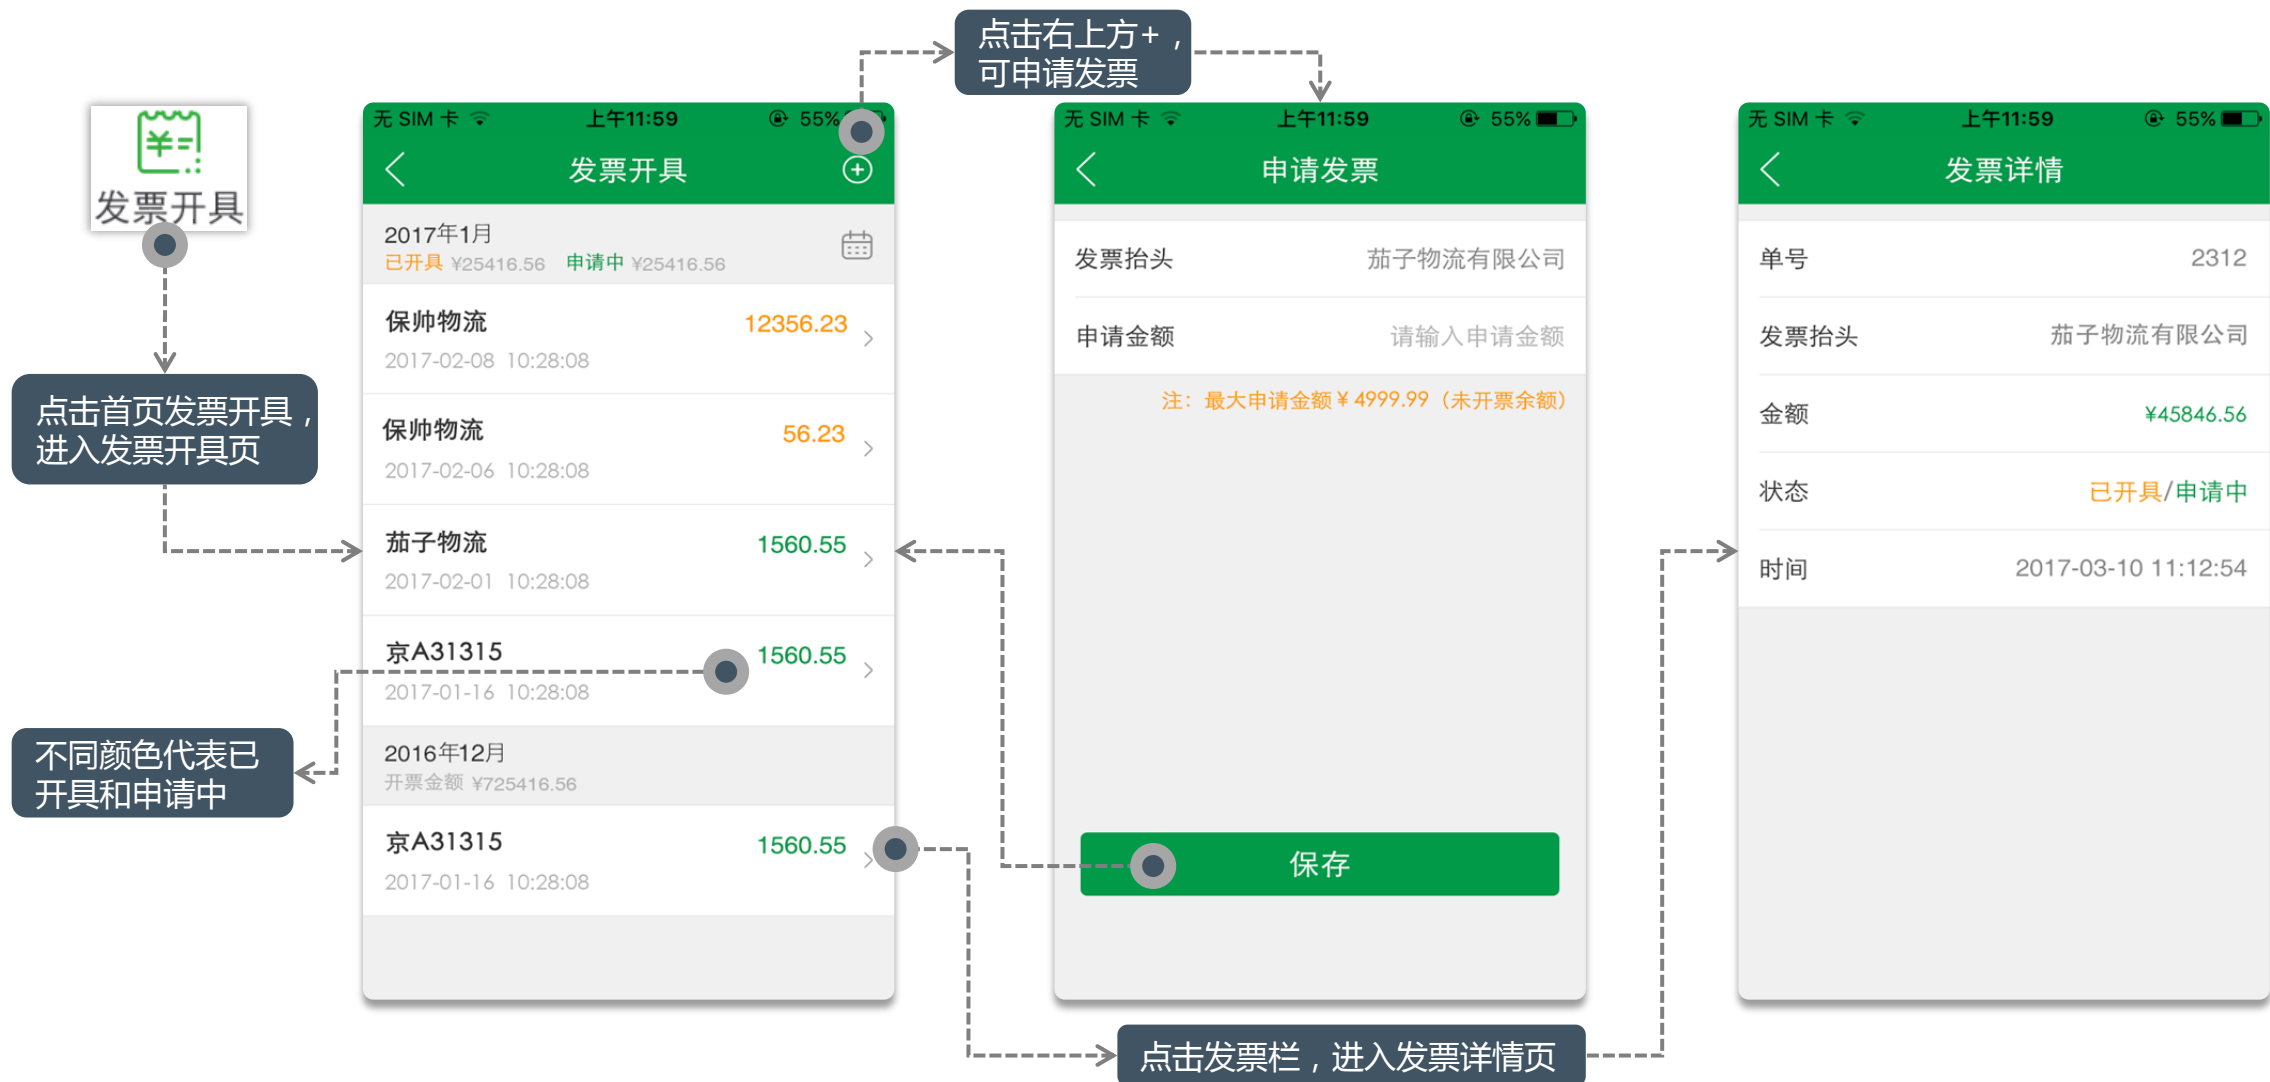 发票开具
点击首页发票开具，
进入发票开具页
不同颜色代表已
开具和申请中
点击右上方+，
可申请发票
无 SIM 卡 上午11:59 55%
发票开具
2017年1月
已开具 ¥25416.56 申请中 ¥25416.56
保帅物流 12356.23
2017-02-08 10:28:08
保帅物流 56.23
2017-02-06 10:28:08
茄子物流 1560.55
2017-02-01 10:28:08
京A31315 1560.55
2017-01-16 10:28:08
2016年12月
开票金额 ¥725416.56
京A31315 1560.55
2017-01-16 10:28:08
无 SIM 卡 上午11:59 55%
申请发票
发票抬头 茄子物流有限公司
申请金额 请输入申请金额
注：最大申请金额¥4999.99（未开票余额）
保存
点击发票栏，进入发票详情页
无 SIM 卡 上午11:59 55%
发票详情
单号 2312
发票抬头 茄子物流有限公司
金额 ¥45846.56
状态 已开具/申请中
时间 2017-03-10 11:12:54